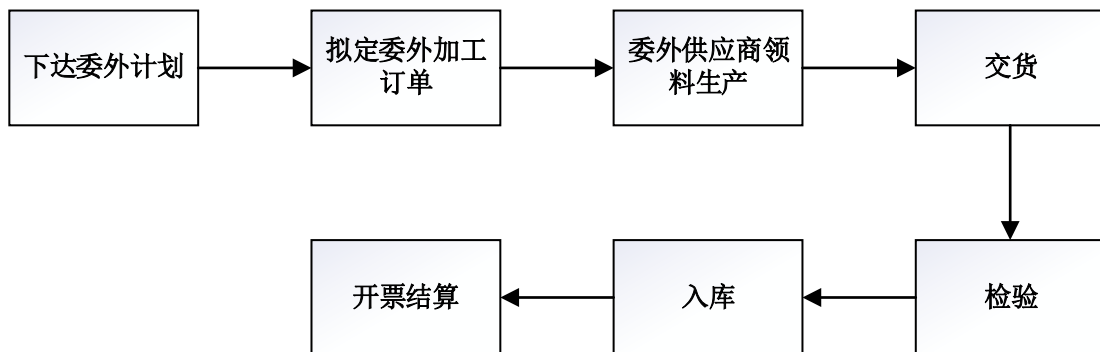 下达委外计划
拟定委外加工
订单
委外供应商领
料生产
交货
检验
入库
开票结算